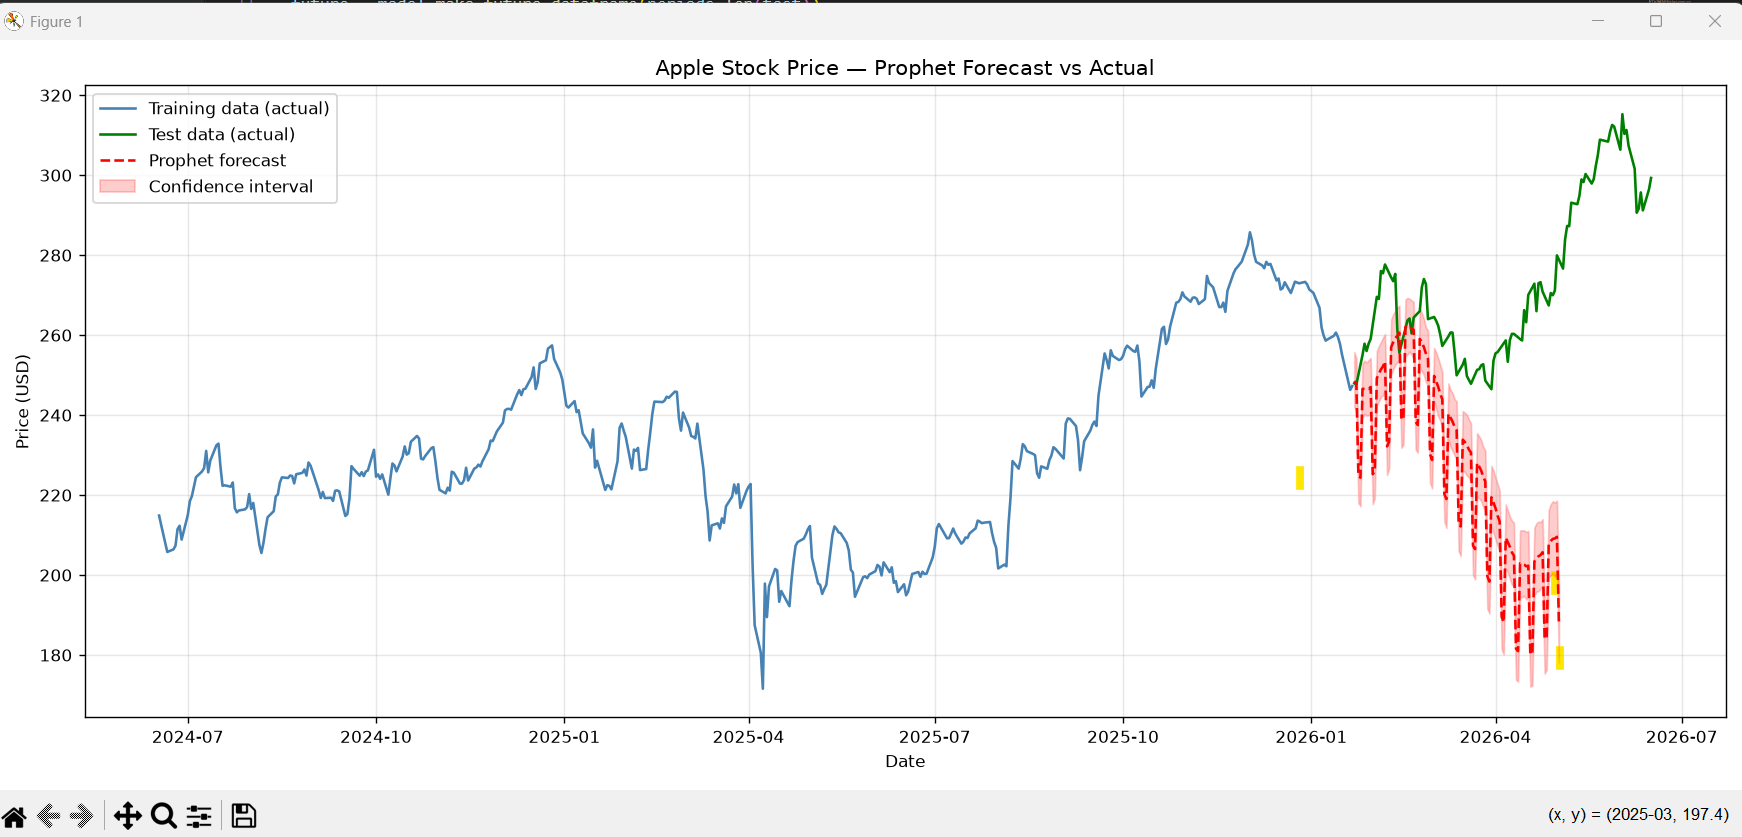 Figure 1
Apple Stock Price — Prophet Forecast vs Actual
Training data (actual)
Test data (actual)
Prophet forecast
Confidence interval
Price (USD)
320
300
280
260
240
220
200
180
2024-07
2024-10
2025-01
2025-04
2025-07
2025-10
2026-01
2026-04
2026-07
Date
(x, y) = (2025-03, 197.4)